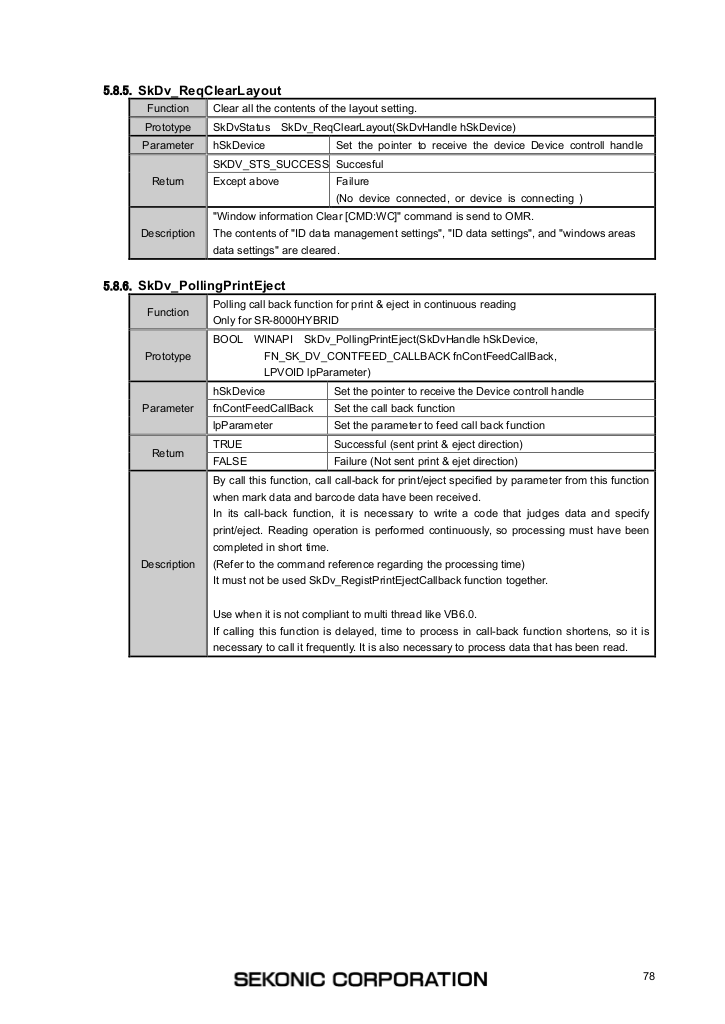 5.8.5. SkDv_ReqClearLayout
Function Clear all the contents of the layout setting.
Prototype SkDvStatus SkDv_ReqClearLayout(SkDvHandle hSkDevice)
Parameter hSkDevice Set the pointer to receive the device Device controll handle
SKDV_STS_SUCCESS Succesful
Return Except above Failure
(No device connected, or device is connecting )
"Window information Clear [CMD:WC]" command is send to OMR.
Description The contents of "ID data management settings", "ID data settings", and "windows areas
data settings" are cleared.
5.8.6. SkDv_PollingPrintEject
Function Polling call back function for print & eject in continuous reading
Only for SR-8000HYBRID
BOOL WINAPI SkDv_PollingPrintEject(SkDvHandle hSkDevice,
Prototype FN_SK_DV_CONTFEED_CALLBACK fnContFeedCallBack,
LPVOID lpParameter)
hSkDevice Set the pointer to receive the Device controll handle
Parameter fnContFeedCallBack Set the call back function
lpParameter Set the parameter to feed call back function
Return TRUE Successful (sent print & eject direction)
FALSE Failure (Not sent print & ejet direction)
By call this function, call call-back for print/eject specified by parameter from this function
when mark data and barcode data have been received.
In its call-back function, it is necessary to write a code that judges data and specify
print/eject. Reading operation is performed continuously, so processing must have been
completed in short time.
Description (Refer to the command reference regarding the processing time)
It must not be used SkDv_RegistPrintEjectCallback function together.
Use when it is not compliant to multi thread like VB6.0.
If calling this function is delayed, time to process in call-back function shortens, so it is
necessary to call it frequently. It is also necessary to process data that has been read.
SEKONIC CORPORATION 78